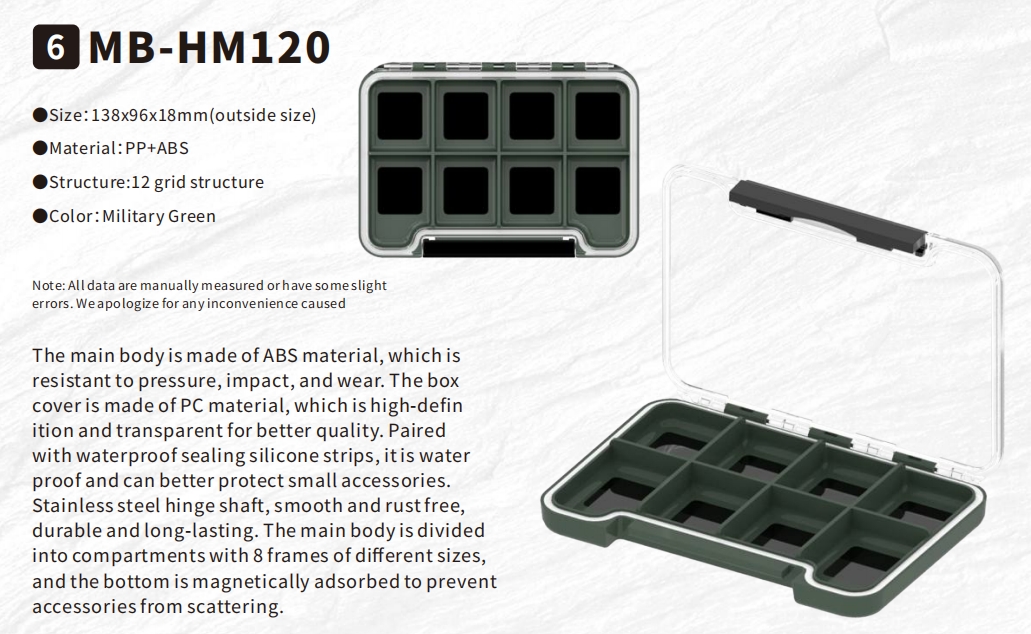 6 MB-HM120
●Size:138x96x18mm(outside size)
●Material:PP+ABS
●Structure:12 grid structure
●Color:Military Green
Note: All data are manually measured or have some slight
errors. We apologize for any inconvenience caused
The main body is made of ABS material, which is
resistant to pressure, impact, and wear. The box
cover is made of PC material, which is high-defin
ition and transparent for better quality. Paired
with waterproof sealing silicone strips, it is water
proof and can better protect small accessories.
Stainless steel hinge shaft, smooth and rust free,
durable and long-lasting. The main body is divided
into compartments with 8 frames of different sizes,
and the bottom is magnetically adsorbed to prevent
accessories from scattering.